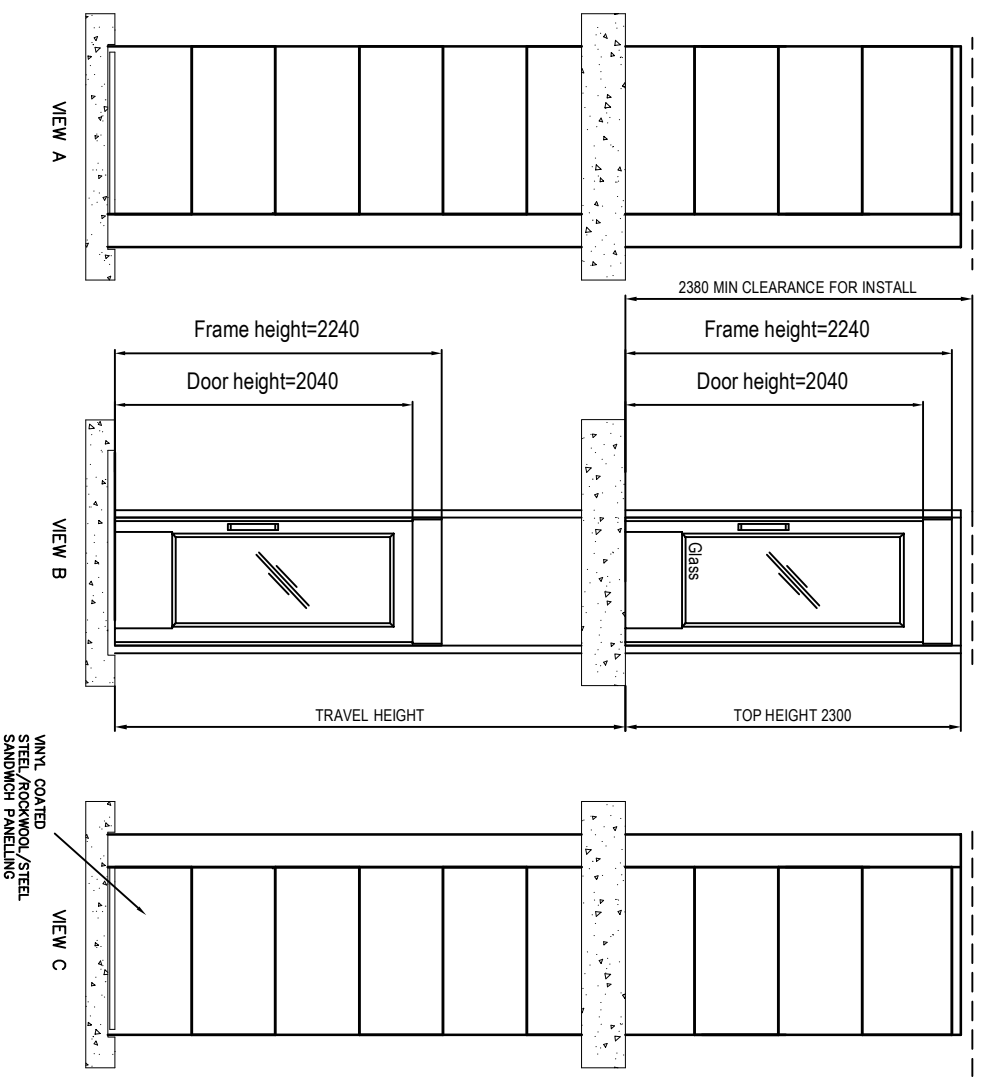 VIEW A
2380 MIN CLEARANCE FOR INSTALL
Frame height=2240
Frame height=2240
Door height=2040
Door height=2040
Glass
VIEW B
TRAVEL HEIGHT
TOP HEIGHT 2300
VINYL COATED
STEEL/ROCKWOOL/STEEL
SANDWICH PANELLING
VIEW C